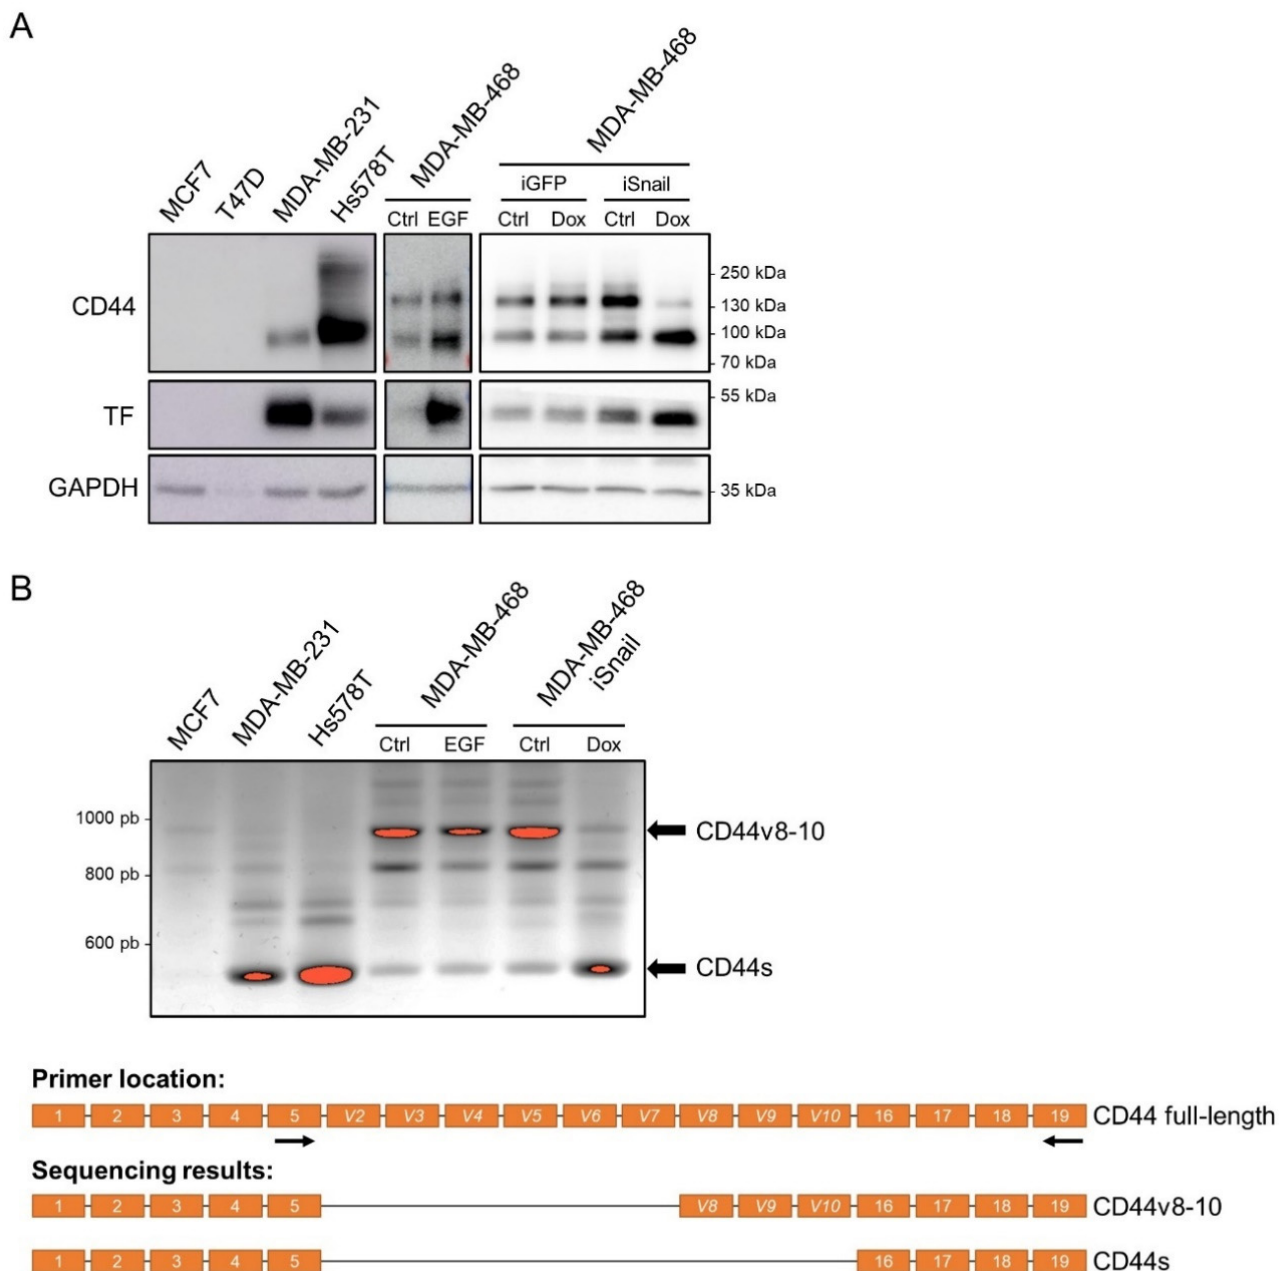 A
MCF7
T47D
MDA-MB-231
Hs578T
MDA-MB-468
MDA-MB-468
iGFP iSnail
Ctrl EGF Ctrl Dox Ctrl Dox
CD44
250 kDa
130 kDa
100 kDa
70 kDa
TF
55 kDa
GAPDH
35 kDa
B
MCF7
MDA-MB-231
Hs578T
MDA-MB-468
MDA-MB-468
iSnail
Ctrl EGF Ctrl Dox
1000 pb
CD44v8-10
800 pb
600 pb
CD44s
Primer location:
1 2 3 4 5 V2 V3 V4 V5 V6 V7 V8 V9 V10 16 17 18 19 CD44 full-length
Sequencing results:
1 2 3 4 5 V8 V9 V10 16 17 18 19 CD44v8-10
1 2 3 4 5 16 17 18 19 CD44s